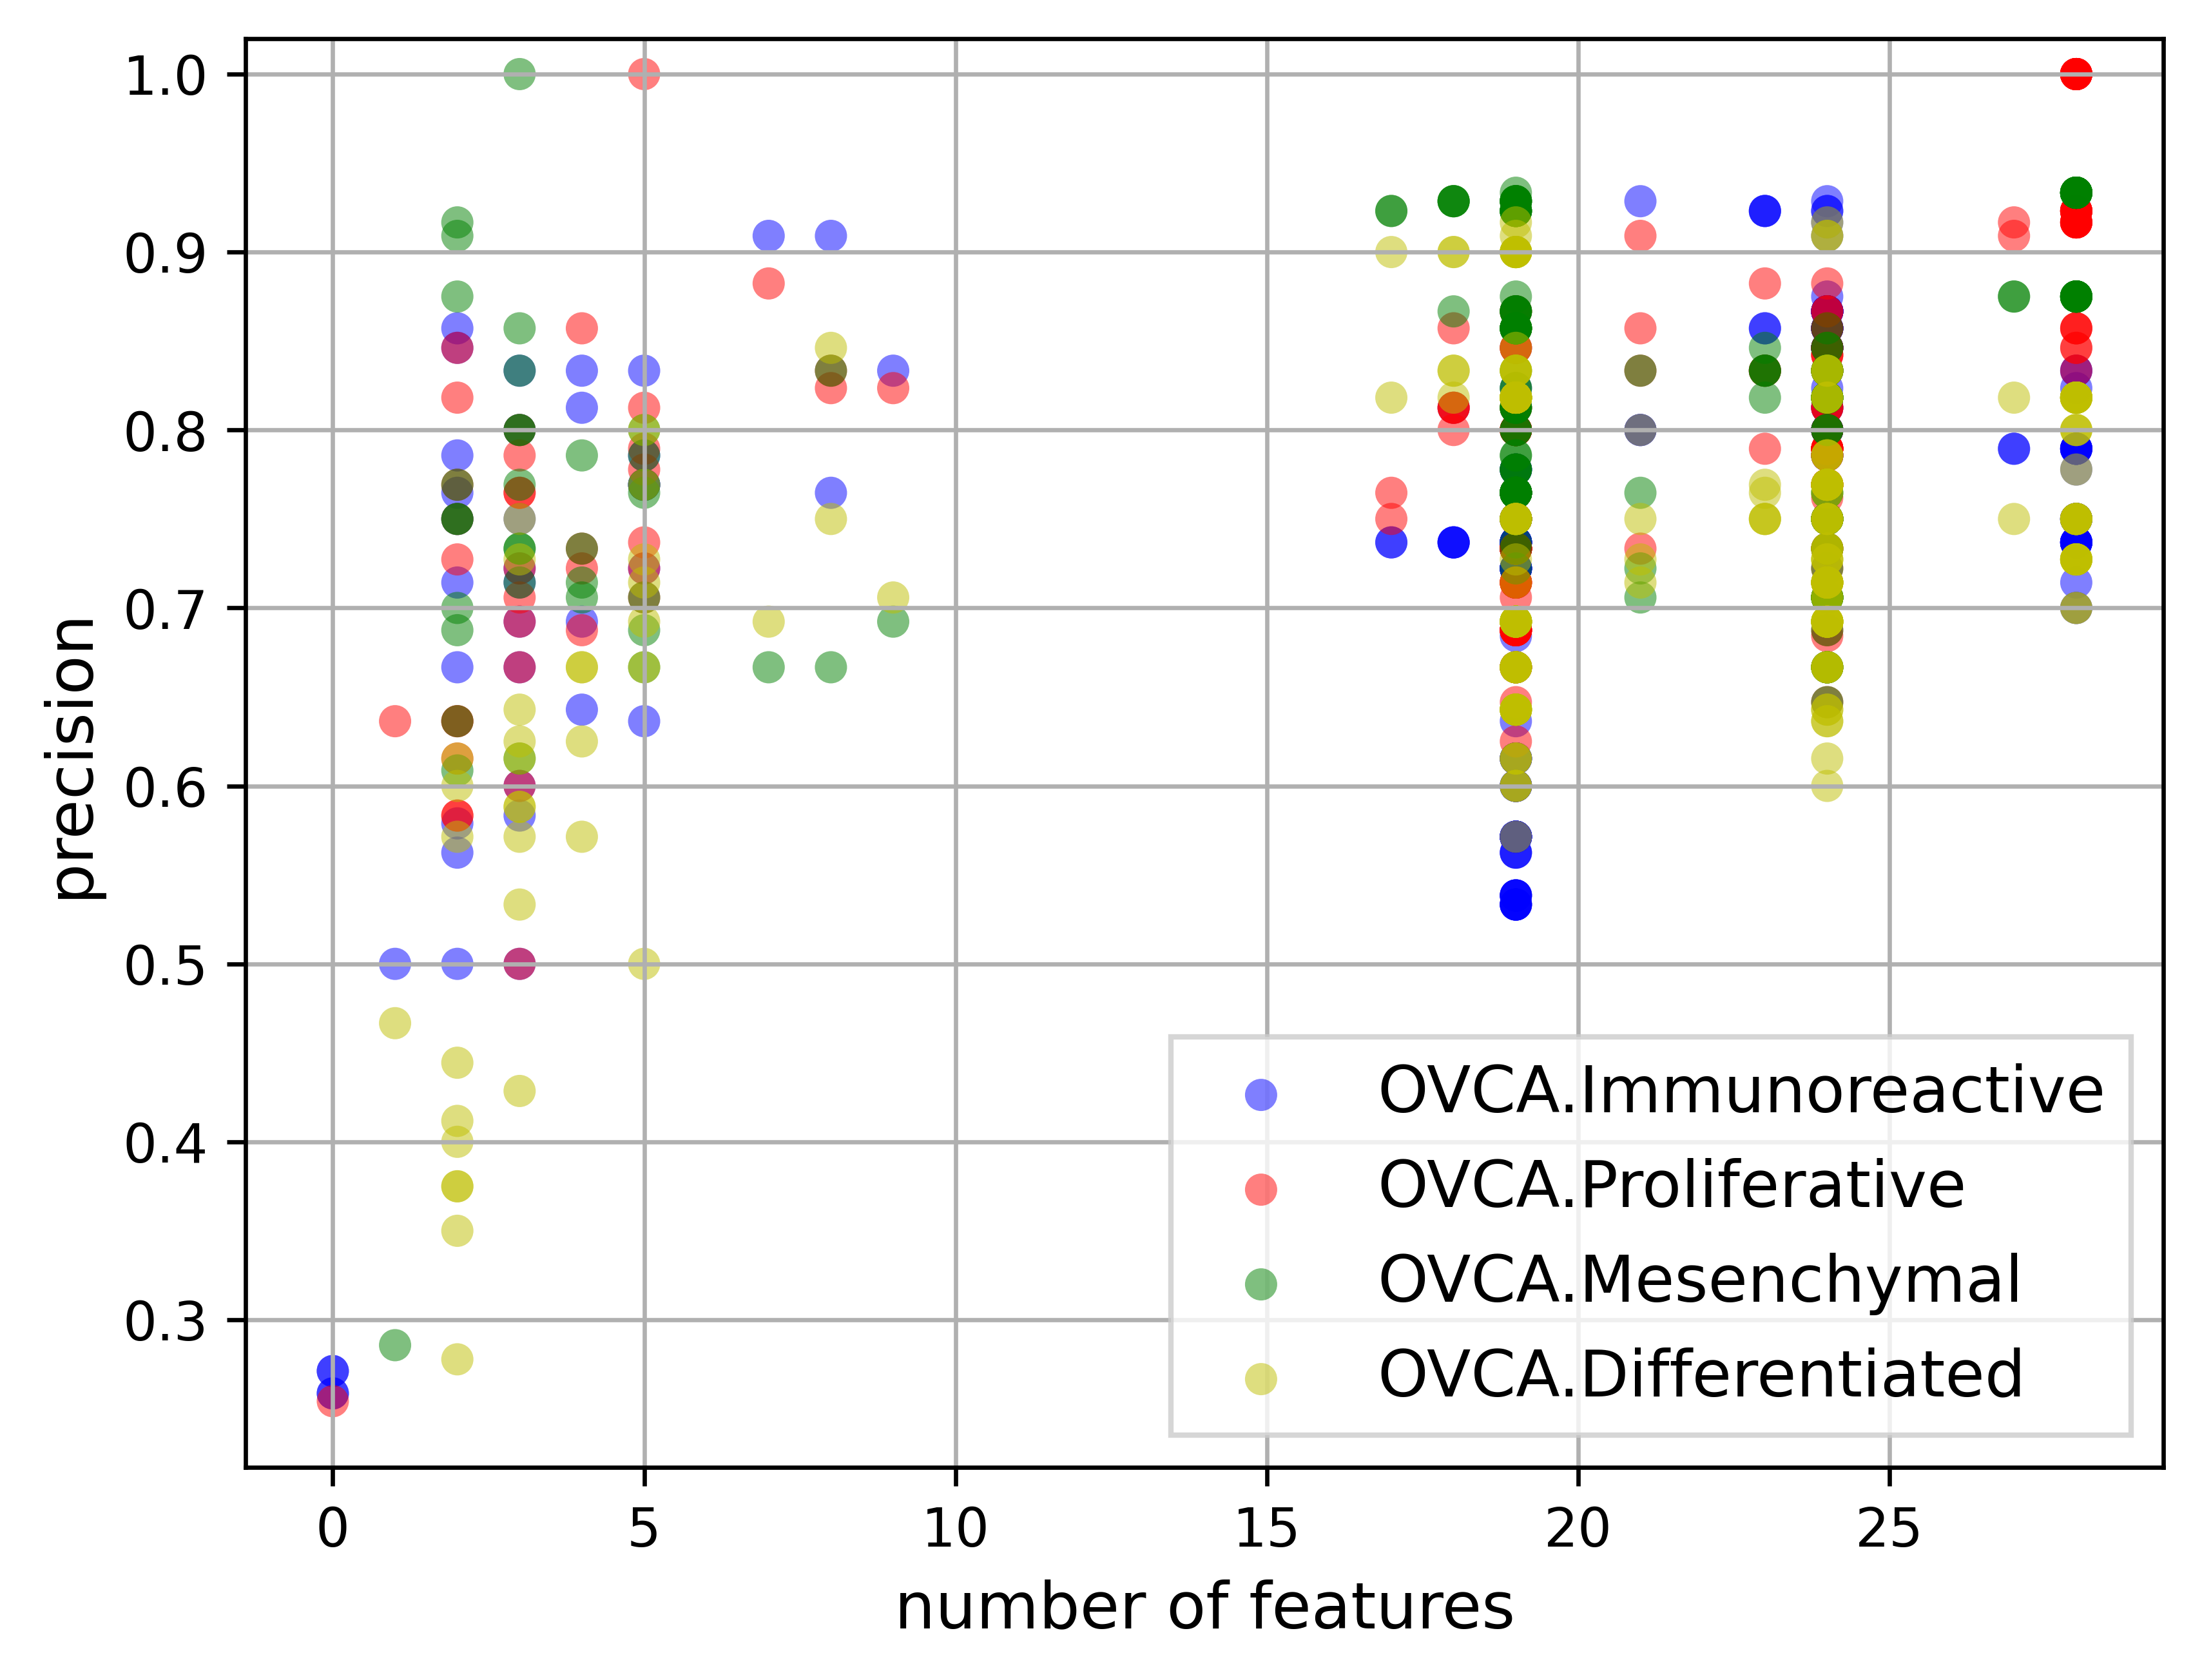 1.0
0.9
0.8
0.7
0.6
0.5
0.4
0.3
precision
OVCA.Immunoreactive
OVCA.Proliferative
OVCA.Mesenchymal
OVCA.Differentiated
0 5 10 15 20 25
number of features